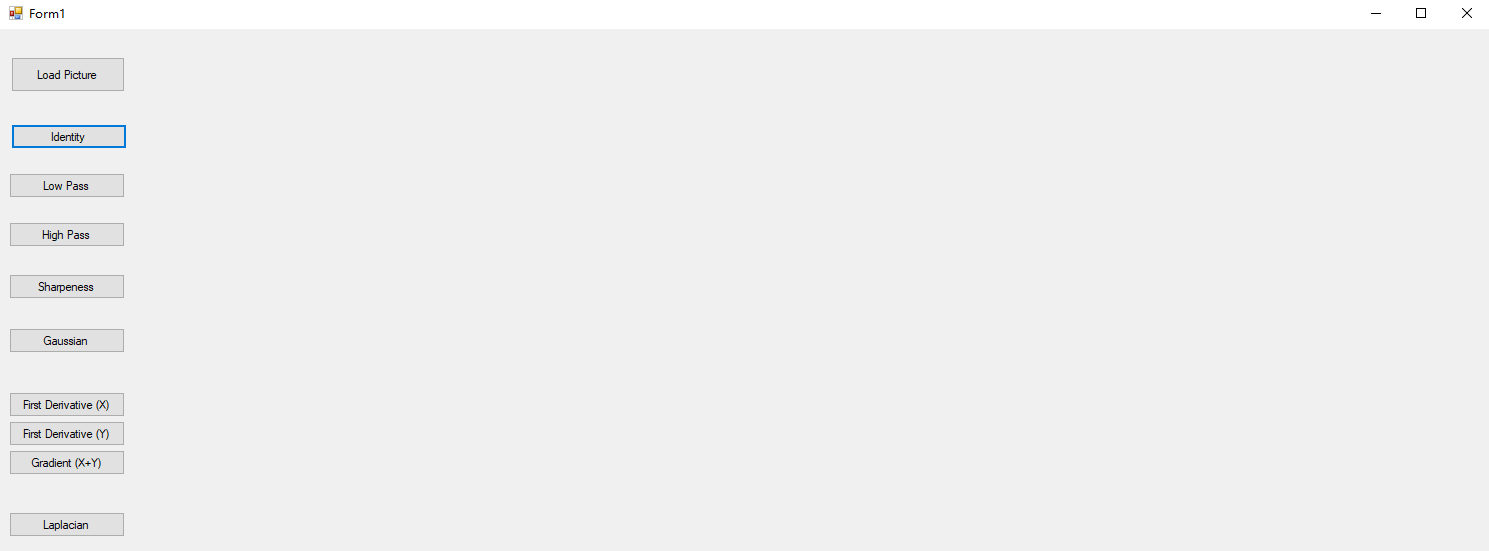 Form1
Load Picture
Identity
Low Pass
High Pass
Sharpeness
Gaussian
First Derivative (X)
First Derivative (Y)
Gradient (X+Y)
Laplacian